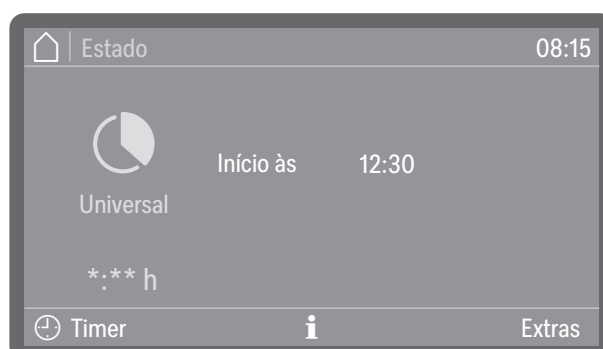 Estado 08:15
Início às 12:30
Universal
*:** h
Timer i Extras